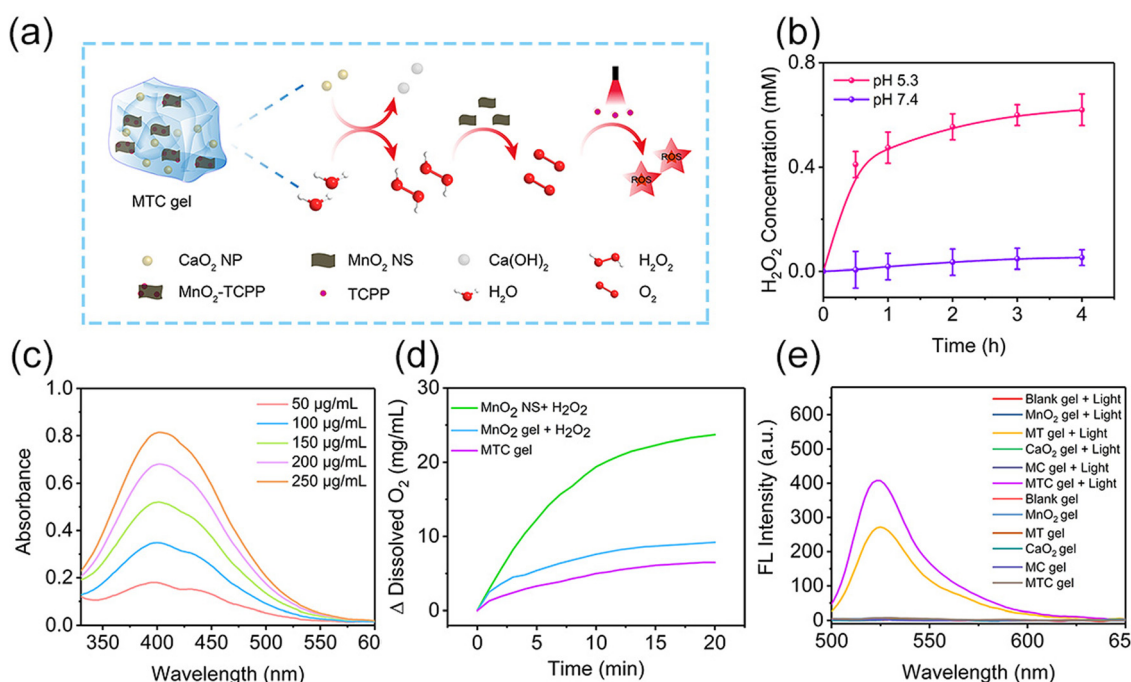 (a)
MTC gel
ROS
ROS
CaO₂ NP
MnO₂ NS
Ca(OH)₂
H₂O₂
MnO₂-TCPP
TCPP
H₂O
O₂
(b)
H₂O₂ Concentration (mM)
0.8
0.4
0.0
pH 5.3
pH 7.4
0 1 2 3 4
Time (h)
(c)
Absorbance
1.0
0.8
0.6
0.4
0.2
0.0
50 µg/mL
100 µg/mL
150 µg/mL
200 µg/mL
250 µg/mL
350 400 450 500 550 60
Wavelength (nm)
(d)
Δ Dissolved O₂ (mg/mL)
30
20
10
0
MnO₂ NS+ H₂O₂
MnO₂ gel + H₂O₂
MTC gel
0 5 10 15 20
Time (min)
(e)
FL Intensity (a.u.)
600
500
400
300
200
100
0
Blank gel + Light
MnO₂ gel + Light
MT gel + Light
CaO₂ gel + Light
MC gel + Light
MTC gel + Light
Blank gel
MnO₂ gel
MT gel
CaO₂ gel
MC gel
MTC gel
500 550 600 65
Wavelength (nm)